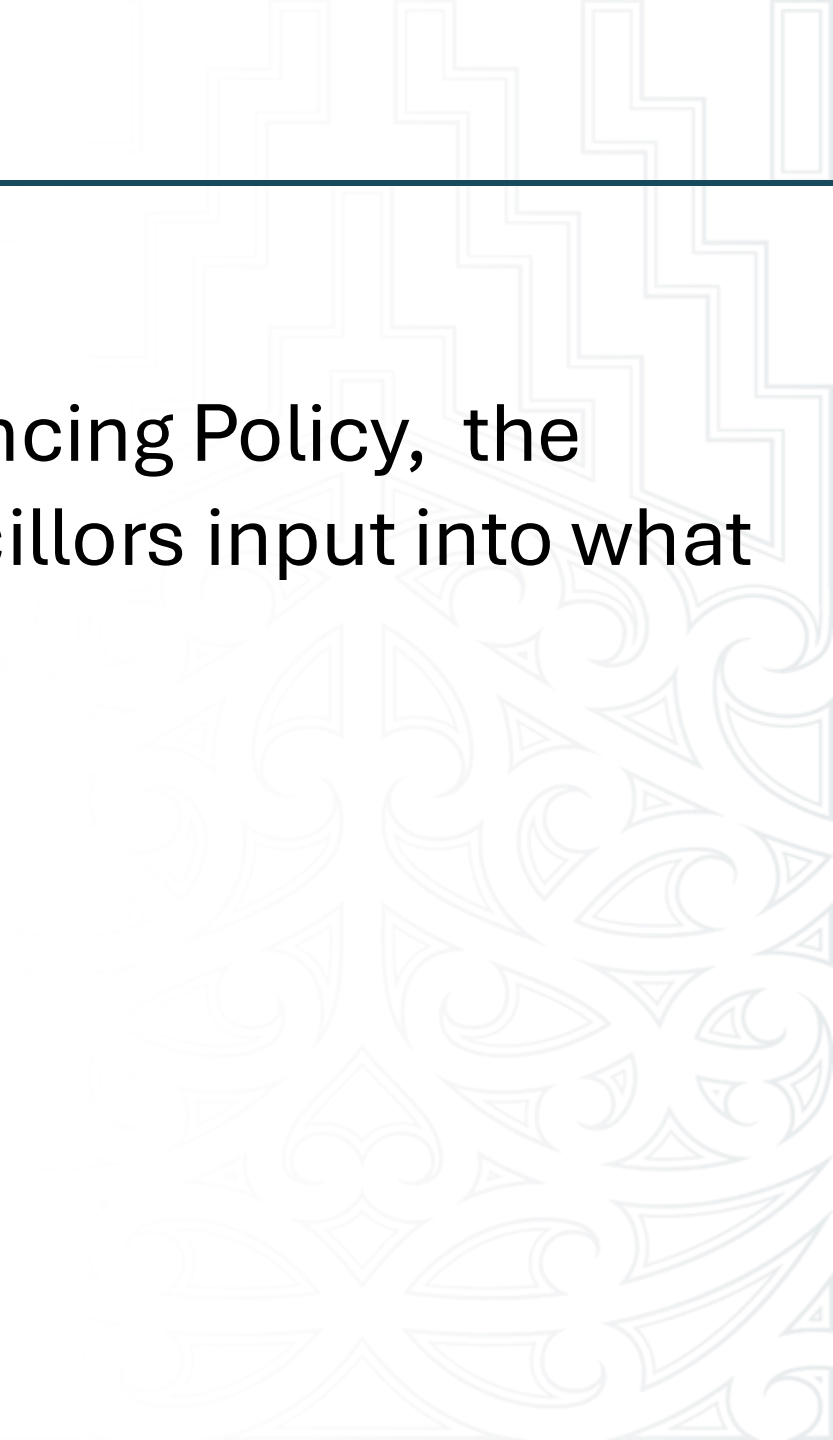 ncing Policy,  the
illors input into what